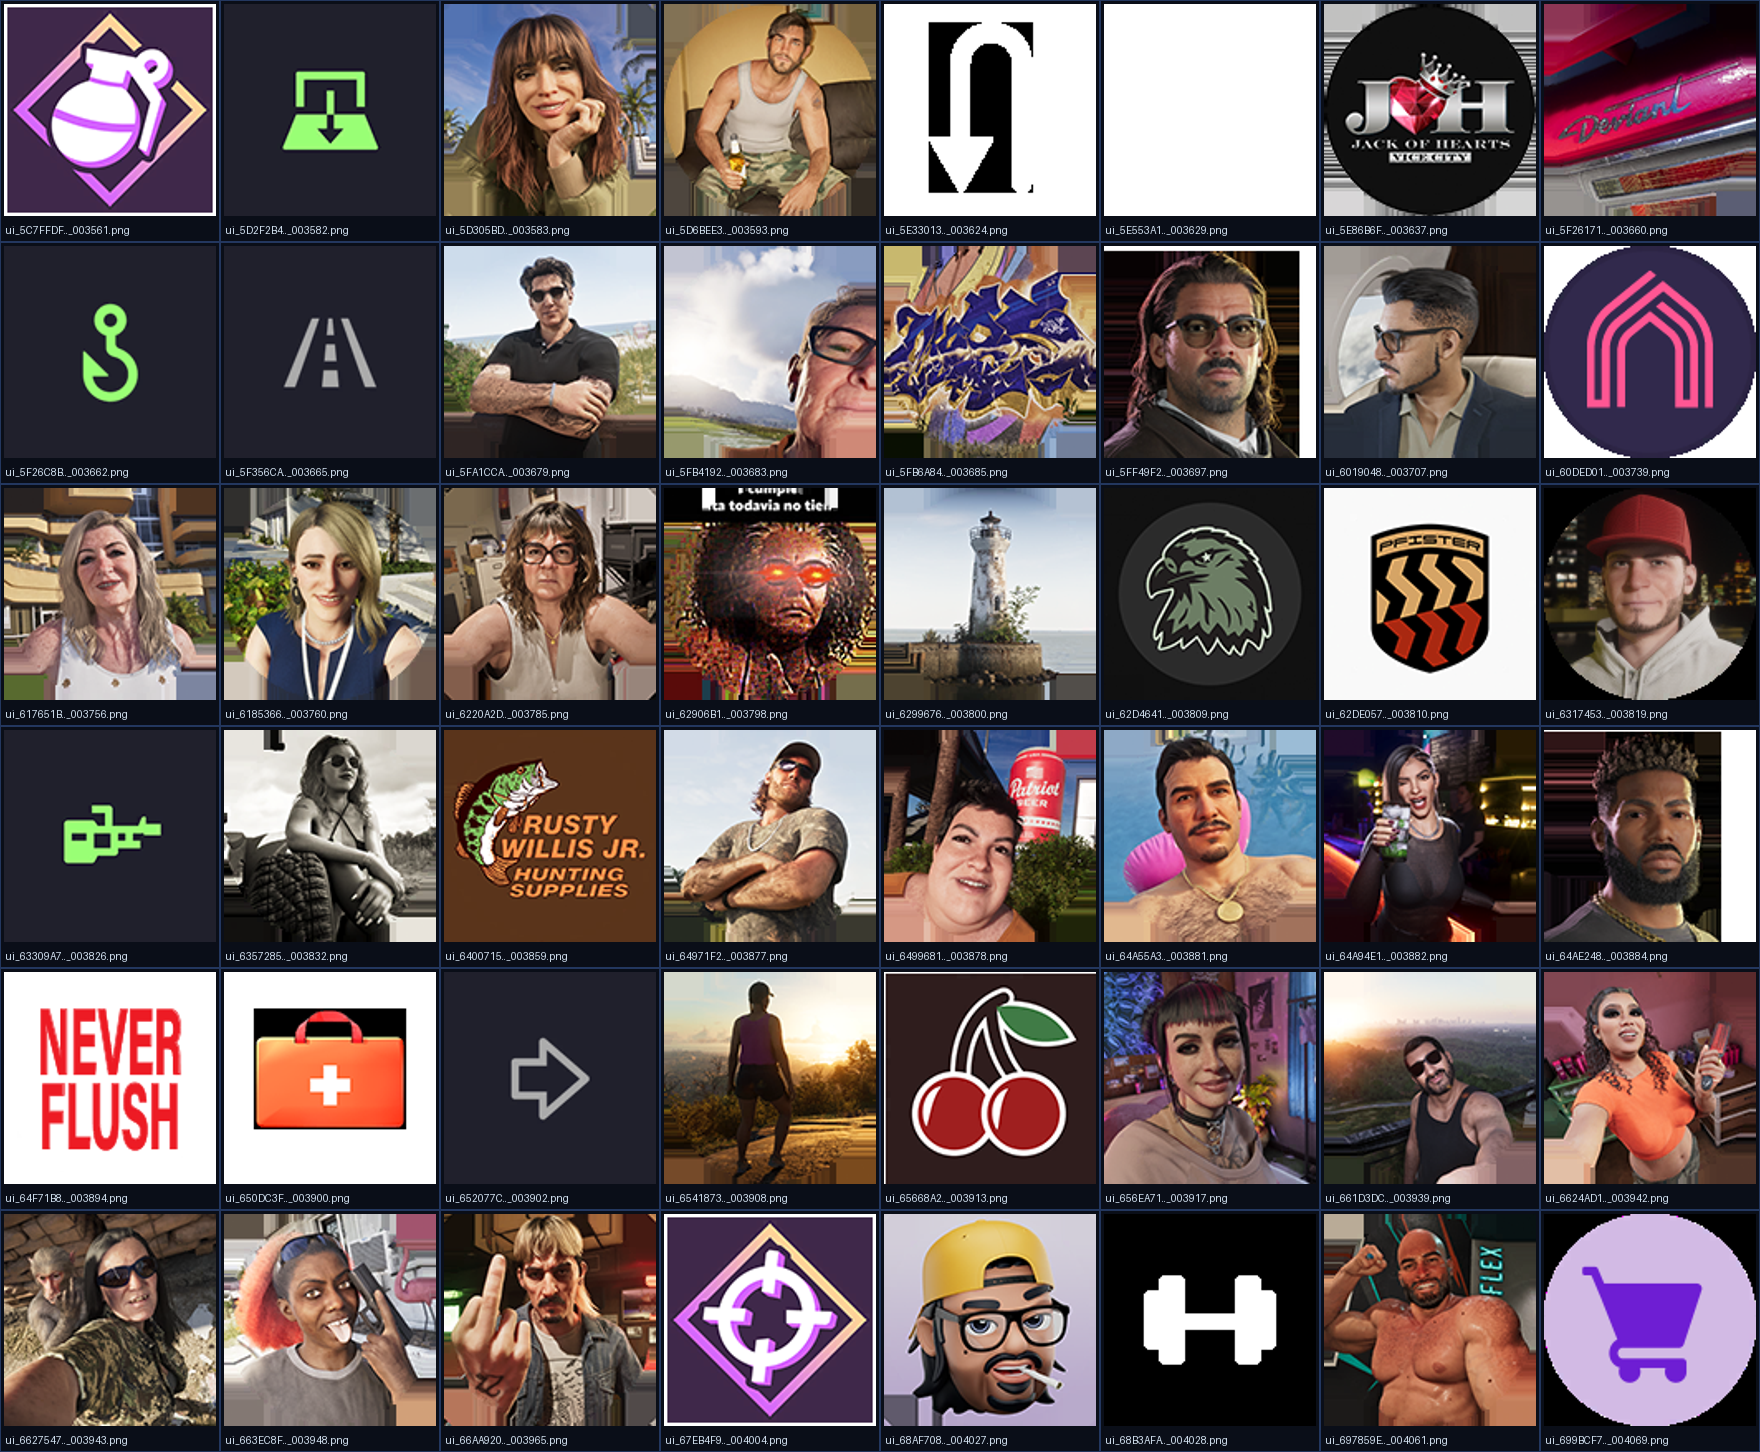 JH
JACK OF HEARTS
VICE CITY
Deviant
ui_5C7FFDF.._003561.png
ui_5D2F2B4.._003582.png
ui_5D305BD.._003583.png
ui_5D6BEE3.._003593.png
ui_5E33013.._003624.png
ui_5E553A1.._003629.png
ui_5E86B6F.._003637.png
ui_5F26171.._003660.png
ui_5F26C8B.._003662.png
ui_5F356CA.._003665.png
ui_5FA1CCA.._003679.png
ui_5FB4192.._003683.png
ui_5FB6A84.._003685.png
ui_5FF49F2.._003697.png
ui_6019048.._003707.png
ui_60DED01.._003739.png
ta todavia no tien
PFISTER
ui_617651B.._003756.png
ui_6185366.._003760.png
ui_6220A2D.._003785.png
ui_62906B1.._003798.png
ui_6299676.._003800.png
ui_62D4641.._003809.png
ui_62DE057.._003810.png
ui_6317453.._003819.png
RUSTY
WILLIS JR.
HUNTING
SUPPLIES
Patriot
BEER
ui_63309A7.._003826.png
ui_6357285.._003832.png
ui_6400715.._003859.png
ui_64971F2.._003877.png
ui_6499681.._003878.png
ui_64A55A3.._003881.png
ui_64A94E1.._003882.png
ui_64AE248.._003884.png
NEVER
FLUSH
ui_64F71B8.._003894.png
ui_650DC3F.._003900.png
ui_652077C.._003902.png
ui_6541873.._003908.png
ui_65668A2.._003913.png
ui_656EA71.._003917.png
ui_661D3DC.._003939.png
ui_6624AD1.._003942.png
FLEX
ui_6627547.._003943.png
ui_663EC8F.._003948.png
ui_66AA920.._003965.png
ui_67EB4F9.._004004.png
ui_68AF708.._004027.png
ui_68B3AFA.._004028.png
ui_697859E.._004061.png
ui_699BCF7.._004069.png